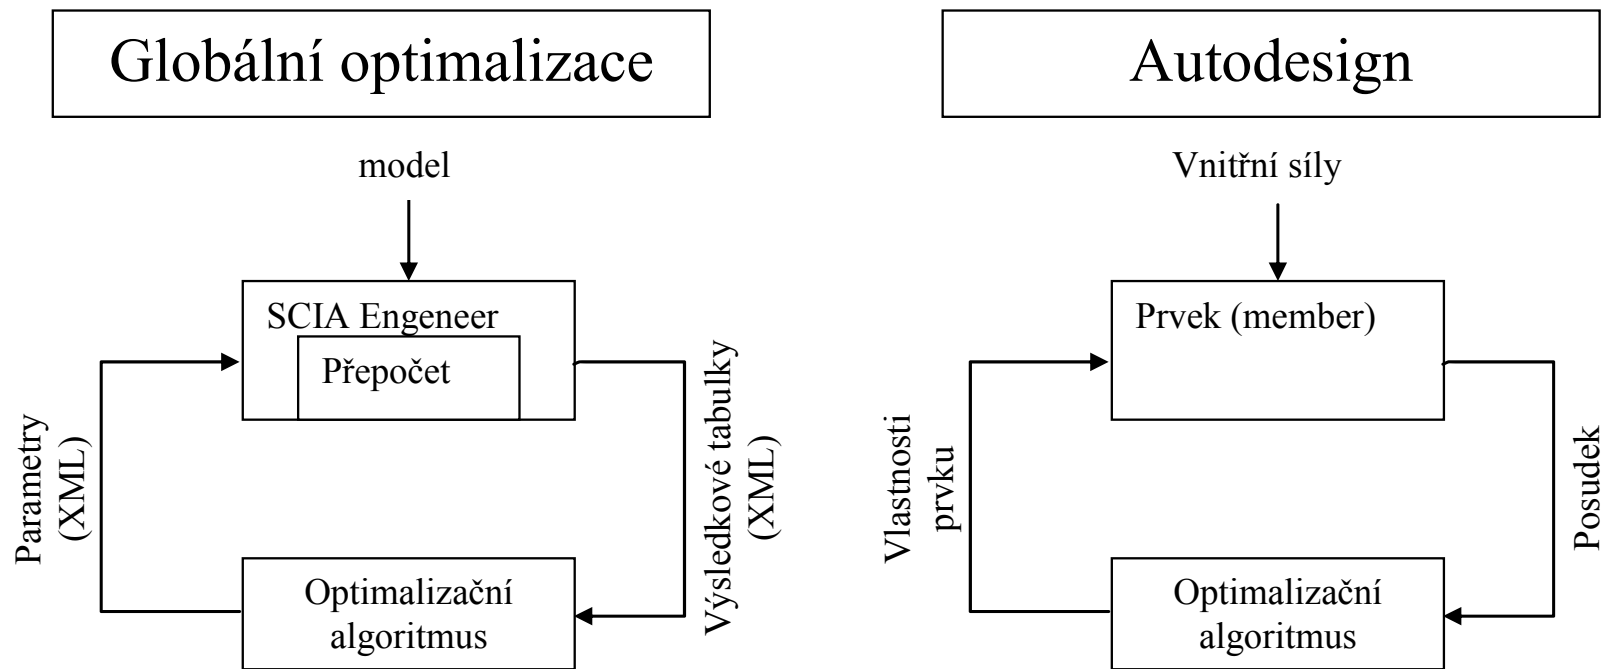 Globální optimalizace
model
SCIA Engeneer
Přepočet
Parametry
(XML)
Výsledkové tabulky
(XML)
Optimalizační
algoritmus
Autodesign
Vnitřní síly
Prvek (member)
Vlastnosti
prvku
Posudek
Optimalizační
algoritmus